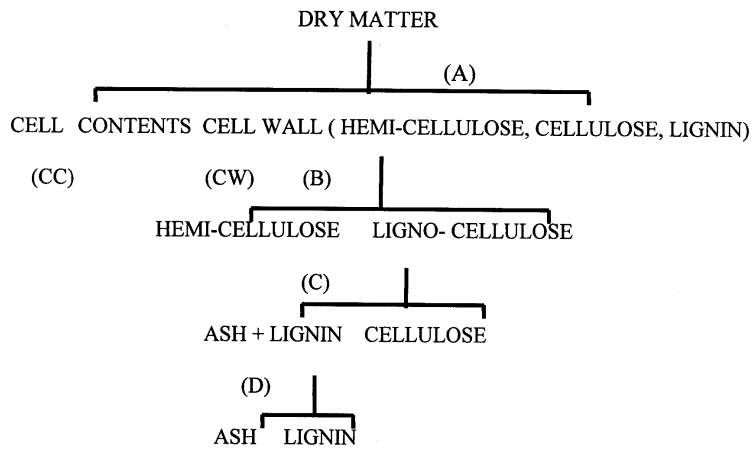 DRY MATTER
(A)
CELL CONTENTS CELL WALL ( HEMI-CELLULOSE, CELLULOSE, LIGNIN)
(CC) (CW) (B)
HEMI-CELLULOSE LIGNO- CELLULOSE
(C)
ASH + LIGNIN CELLULOSE
(D)
ASH LIGNIN